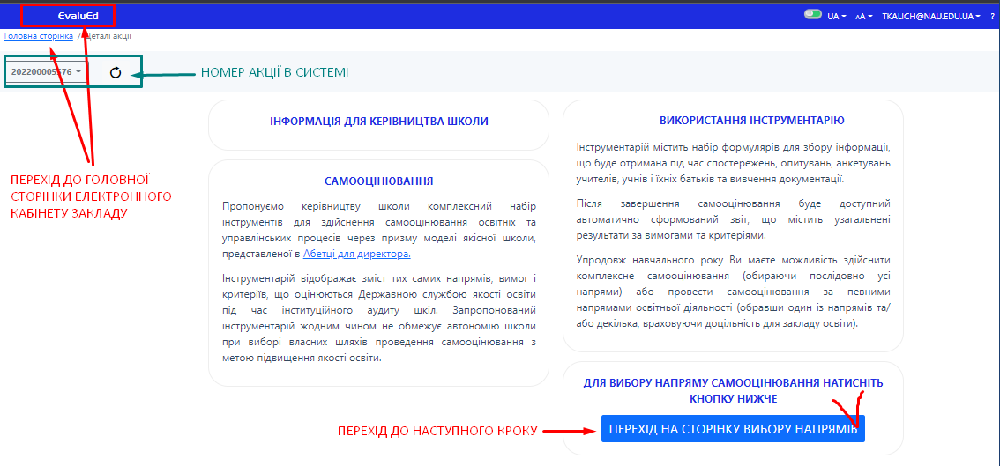 EvaluEd
UA
AA
TKALICH@NAU.EDU.UA
?
Головна сторінка / Деталі акції
202200005576
НОМЕР АКЦІЇ В СИСТЕМІ
ПЕРЕХІД ДО ГОЛОВНОЇ
СТОРІНКИ ЕЛЕКТРОННОГО
КАБІНЕТУ ЗАКЛАДУ
ІНФОРМАЦІЯ ДЛЯ КЕРІВНИЦТВА ШКОЛИ
САМООЦІНЮВАННЯ
Пропонуємо керівництву школи комплексний набір
інструментів для здійснення самооцінювання освітніх та
управлінських процесів через призму моделі якісної школи,
представленої в Абетці для директора.
Інструментарій відображає зміст тих самих напрямів, вимог і
критеріїв, що оцінюються Державною службою якості освіти
під час інституційного аудиту шкіл. Запропонований
інструментарій жодним чином не обмежує автономію школи
при виборі власних шляхів проведення самооцінювання з
метою підвищення якості освіти.
ВИКОРИСТАННЯ ІНСТРУМЕНТАРІЮ
Інструментарій містить набір формулярів для збору інформації,
що буде отримана під час спостережень, опитувань, анкетувань
учителів, учнів і їхніх батьків та вивчення документації.
Після завершення самооцінювання буде доступний
автоматично сформований звіт, що містить узагальнені
результати за вимогами та критеріями.
Упродовж навчального року Ви маєте можливість здійснити
комплексне самооцінювання (обираючи послідовно усі
напрями) або провести самооцінювання за певними
напрямами освітньої діяльності (обравши один із напрямів та/
або декілька, враховуючи доцільність для закладу освіти).
ДЛЯ ВИБОРУ НАПРЯМУ САМООЦІНЮВАННЯ НАТИСНІТЬ
КНОПКУ НИЖЧЕ
ПЕРЕХІД ДО НАСТУПНОГО КРОКУ
ПЕРЕХІД НА СТОРІНКУ ВИБОРУ НАПРЯМІВ